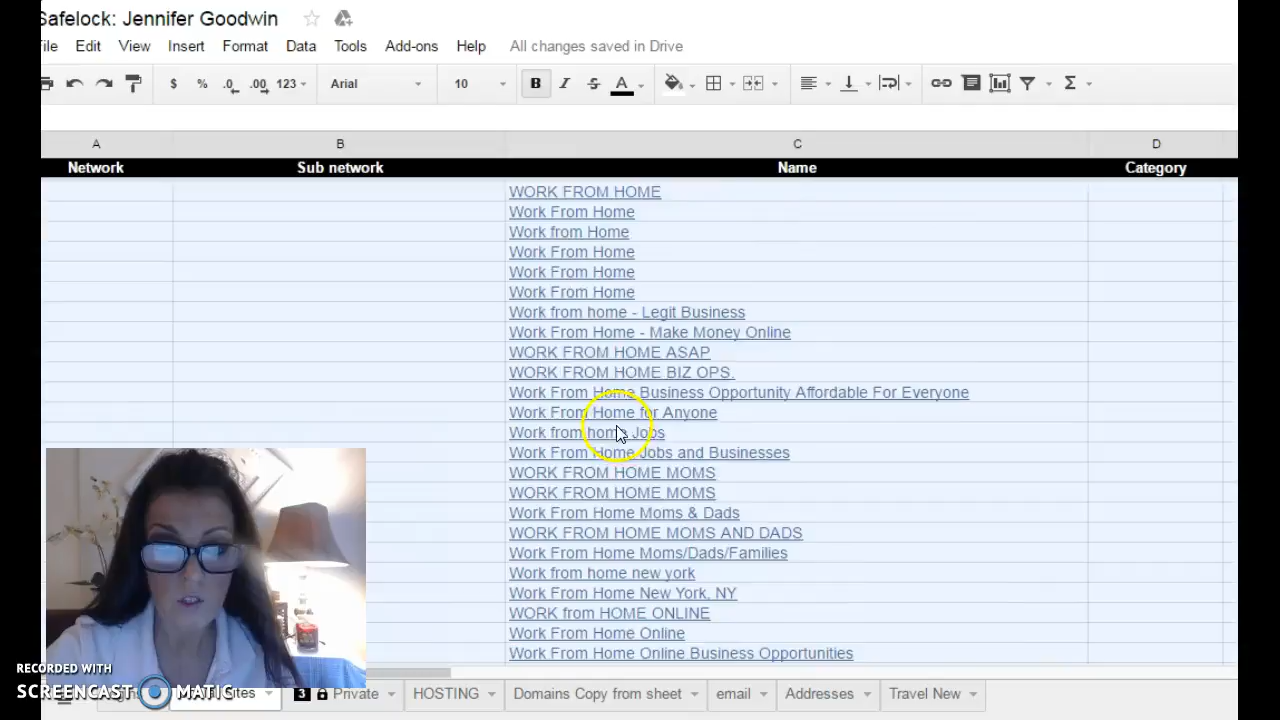 Safelock: Jennifer Goodwin
File Edit View Insert Format Data Tools Add-ons Help All changes saved in Drive
$ % .0 .00 123 Arial 10 B I S A Σ
A B C D
Network Sub network Name Category
WORK FROM HOME
Work From Home
Work from Home
Work From Home
Work From Home
Work From Home
Work from home - Legit Business
Work From Home - Make Money Online
WORK FROM HOME ASAP
WORK FROM HOME BIZ OPS.
Work From Home Business Opportunity Affordable For Everyone
Work From Home for Anyone
Work from home Jobs
Work From Home Jobs and Businesses
WORK FROM HOME MOMS
WORK FROM HOME MOMS
Work From Home Moms & Dads
WORK FROM HOME MOMS AND DADS
Work From Home Moms/Dads/Families
Work from home new york
Work From Home New York, NY
WORK from HOME ONLINE
Work From Home Online
Work From Home Online Business Opportunities
RECORDED WITH
SCREENCAST MATIC
3 Private HOSTING Domains Copy from sheet email Addresses Travel New